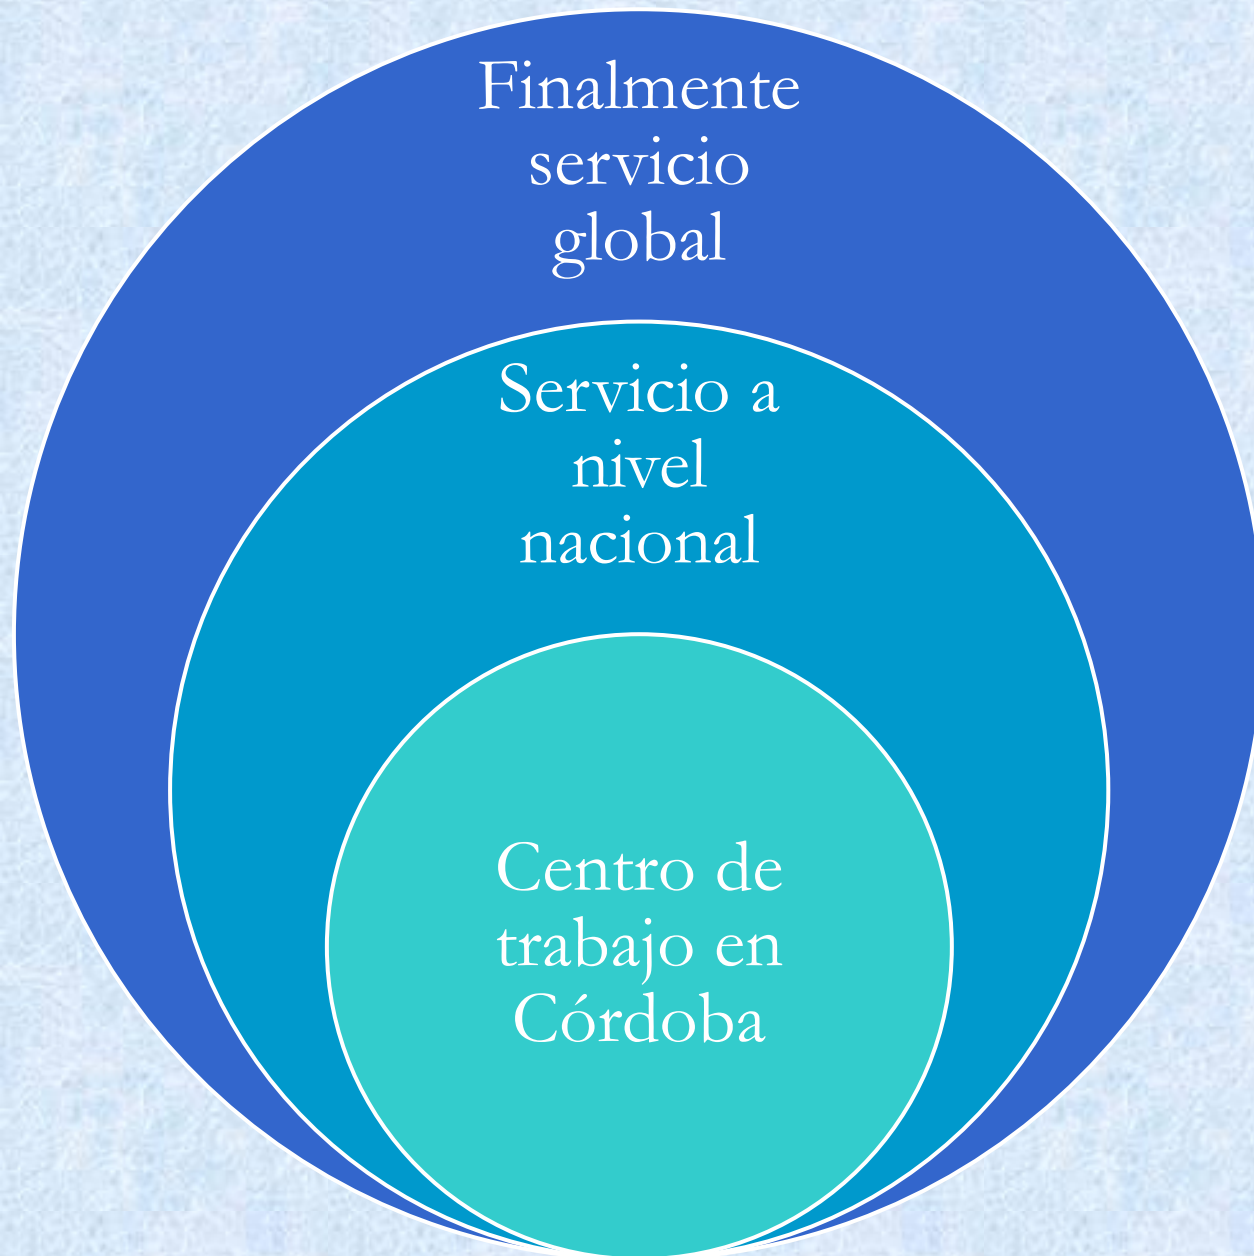 Finalmente
servicio
global
Servicio a
nivel
nacional
Centro de
trabajo en
Córdoba